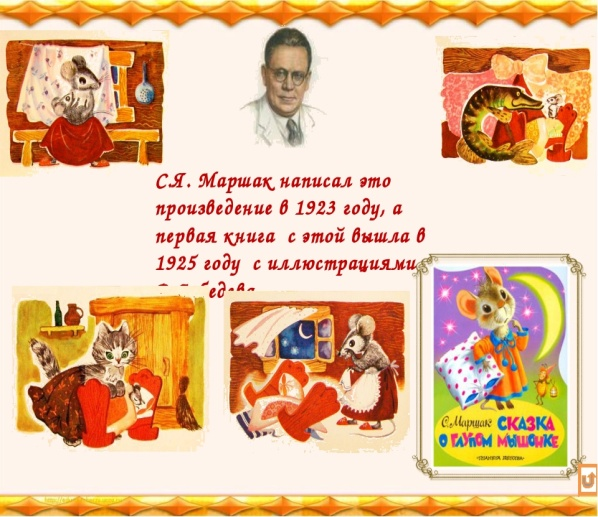 С.Я. Маршак написал это
произведение в 1923 году, а
первая книга с этой вышла в
1925 году с иллюстрациями
С.Маршак СКАЗКА
О ГЛУПОМ МЫШОНКЕ